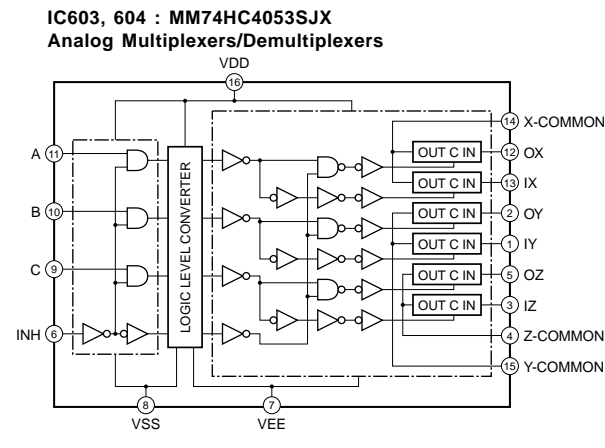 IC603, 604 : MM74HC4053SJX
Analog Multiplexers/Demultiplexers
VDD
16
A 11
B 10
C 9
INH 6
LOGIC LEVEL CONVERTER
14 X-COMMON
OUT C IN 12 OX
OUT C IN 13 IX
OUT C IN 2 OY
OUT C IN 1 IY
OUT C IN 5 OZ
OUT C IN 3 IZ
4 Z-COMMON
15 Y-COMMON
8 7
VSS VEE